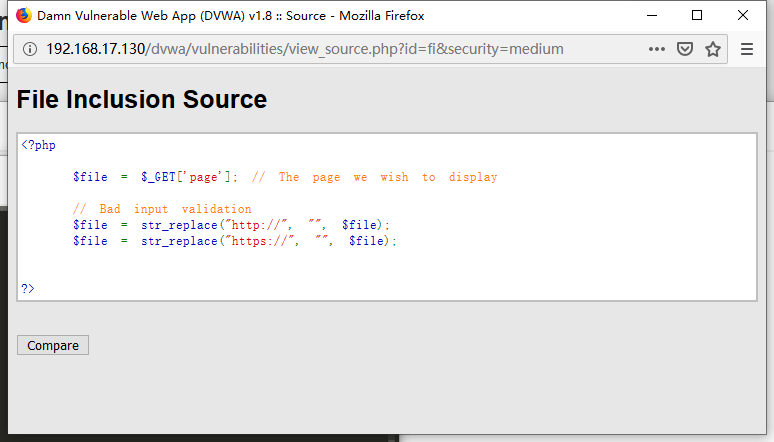 Damn Vulnerable Web App (DVWA) v1.8 :: Source - Mozilla Firefox
192.168.17.130/dvwa/vulnerabilities/view_source.php?id=fi&security=medium
File Inclusion Source
<?php
$file = $_GET['page']; // The page we wish to display
// Bad input validation
$file = str_replace("http://", "", $file);
$file = str_replace("https://", "", $file);
?>
Compare